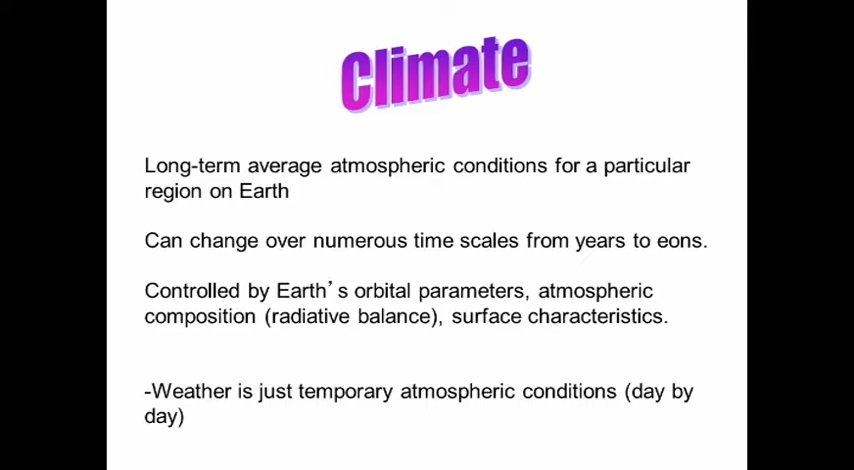 Climate
Long-term average atmospheric conditions for a particular
region on Earth
Can change over numerous time scales from years to eons.
Controlled by Earth’s orbital parameters, atmospheric
composition (radiative balance), surface characteristics.
-Weather is just temporary atmospheric conditions (day by
day)